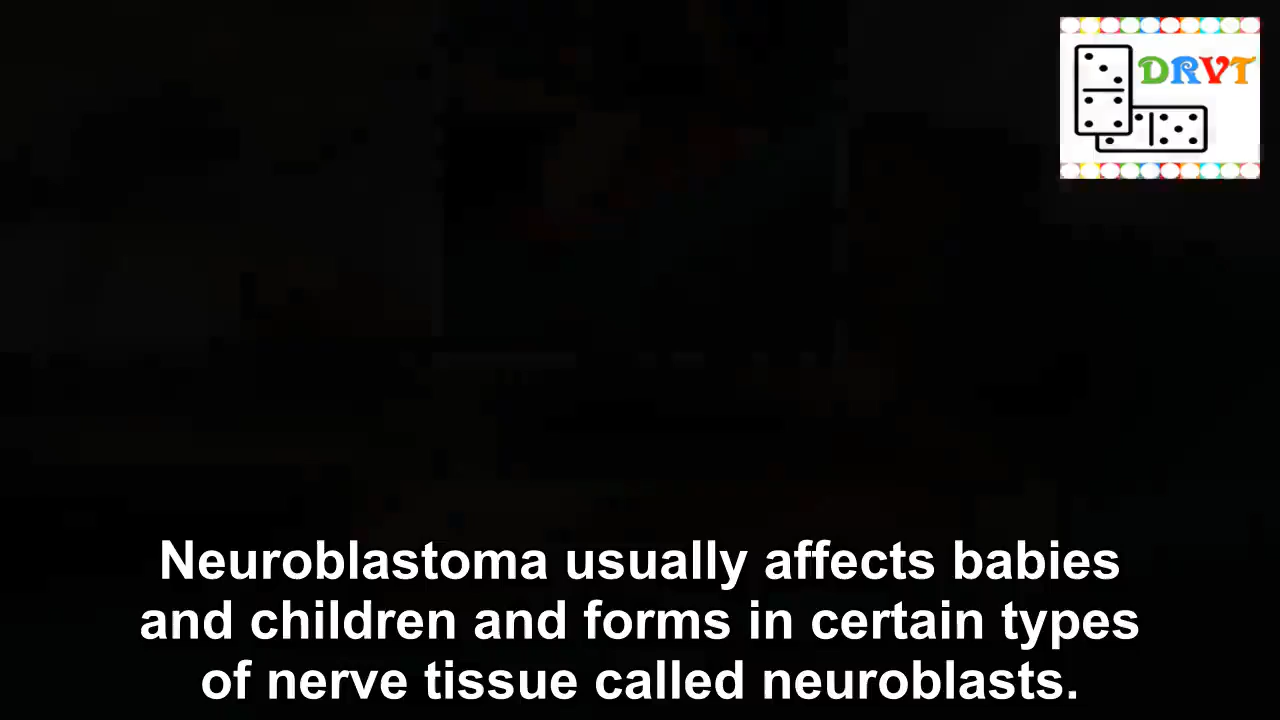 DRVT
Neuroblastoma usually affects babies
and children and forms in certain types
of nerve tissue called neuroblasts.